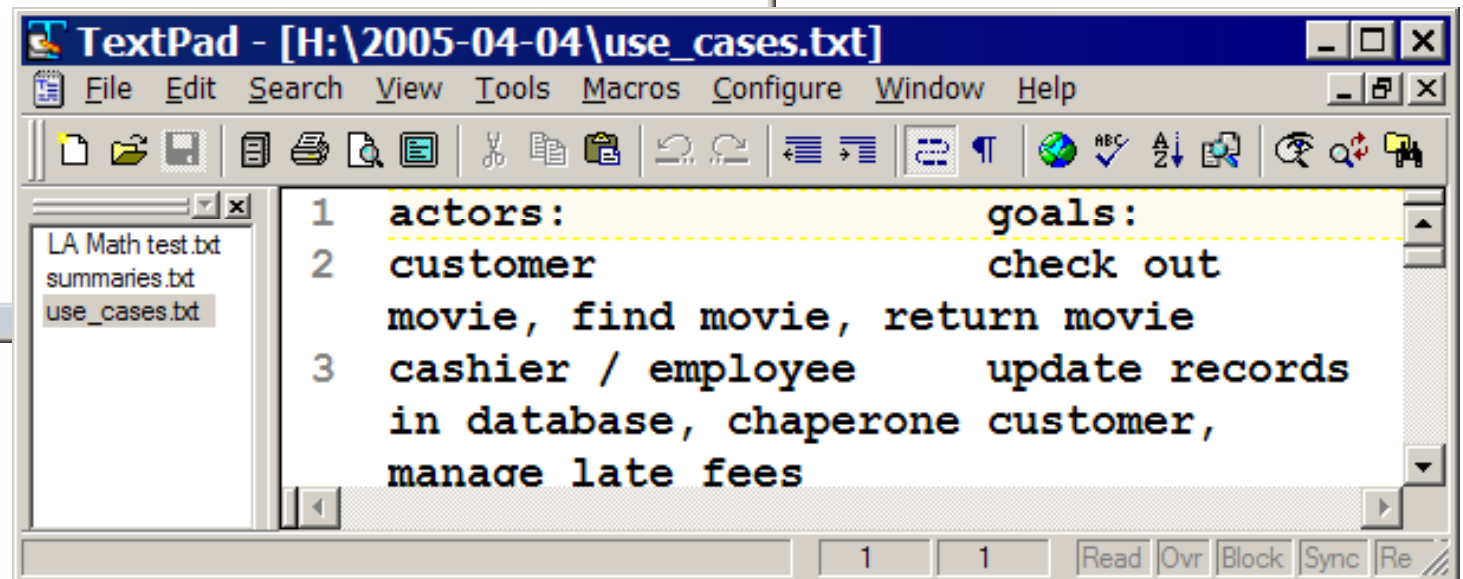 TextPad - [H:\2005-04-04\use_cases.txt]
File Edit Search View Tools Macros Configure Window Help
ABC A Z
LA Math test.txt
summaries.txt
use_cases.txt
1 actors: goals:
2 customer check out
movie, find movie, return movie
3 cashier / employee update records
in database, chaperone customer,
manage late fees
1 1 Read Ovr Block Sync Re